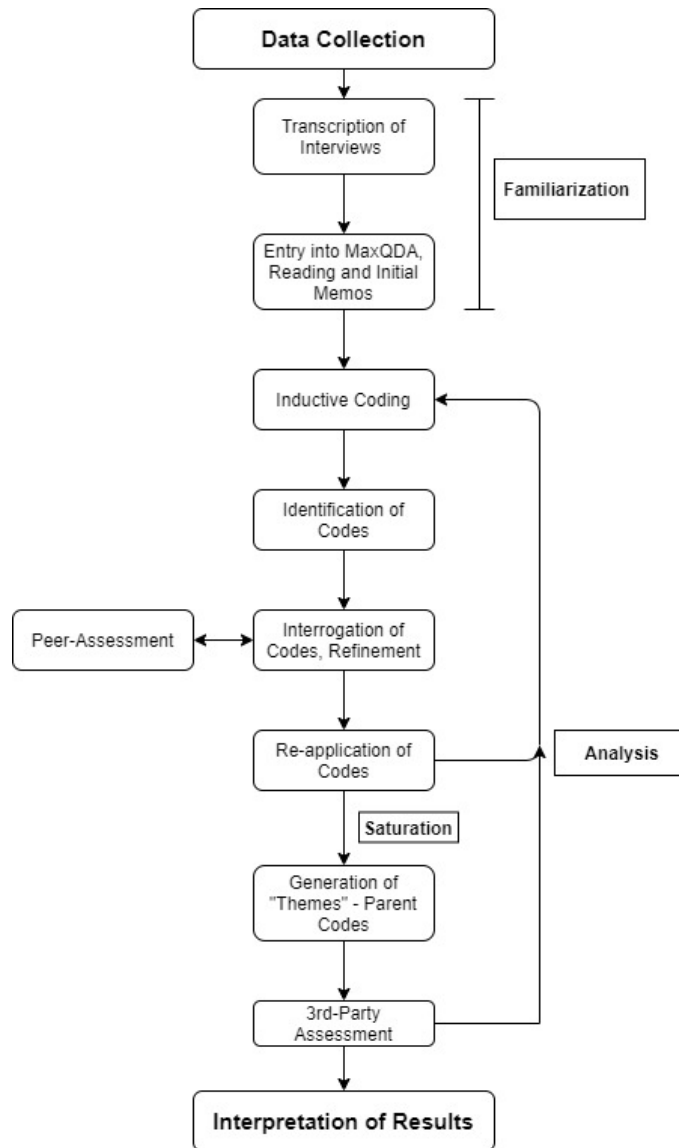 Data Collection
Transcription of
Interviews
Familiarization
Entry into MaxQDA,
Reading and Initial
Memos
Inductive Coding
Identification of
Codes
Peer-Assessment
Interrogation of
Codes, Refinement
Re-application of
Codes
Analysis
Saturation
Generation of
"Themes" - Parent
Codes
3rd-Party
Assessment
Interpretation of Results